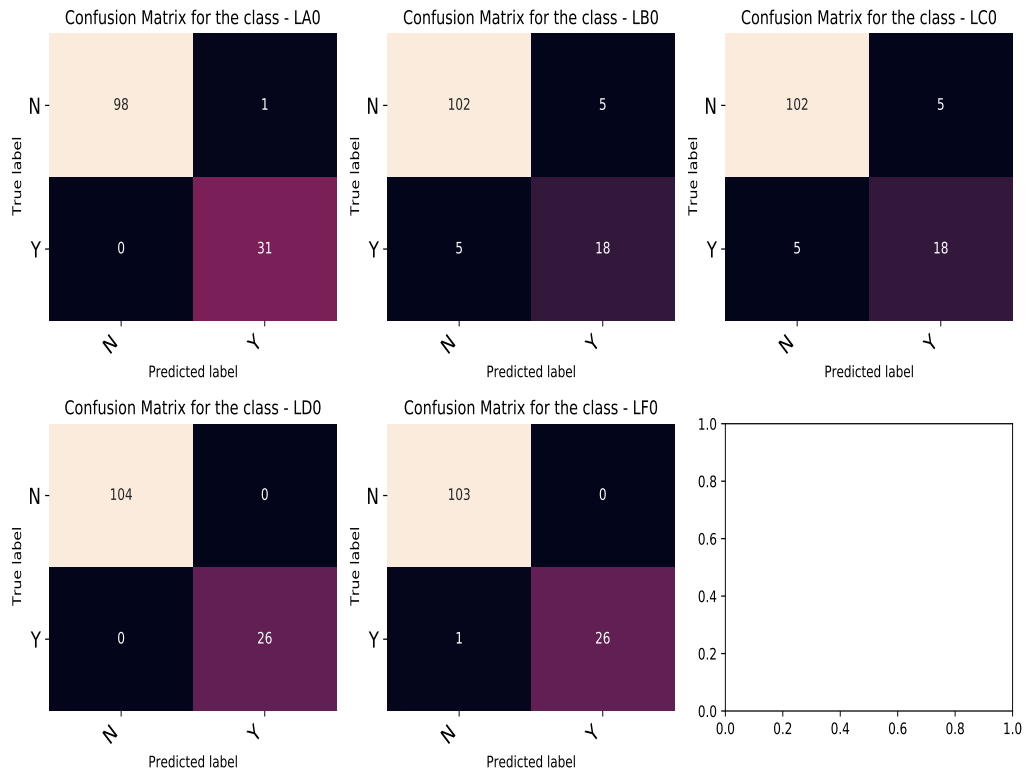 Confusion Matrix for the class - LA0
N
98
1
True label
Y
0
31
N
Y
Predicted label
Confusion Matrix for the class - LB0
N
102
5
True label
Y
5
18
N
Y
Predicted label
Confusion Matrix for the class - LC0
N
102
5
True label
Y
5
18
N
Y
Predicted label
Confusion Matrix for the class - LD0
N
104
0
True label
Y
0
26
N
Y
Predicted label
Confusion Matrix for the class - LF0
N
103
0
True label
Y
1
26
N
Y
Predicted label
1.0
0.8
0.6
0.4
0.2
0.0
0.0 0.2 0.4 0.6 0.8 1.0